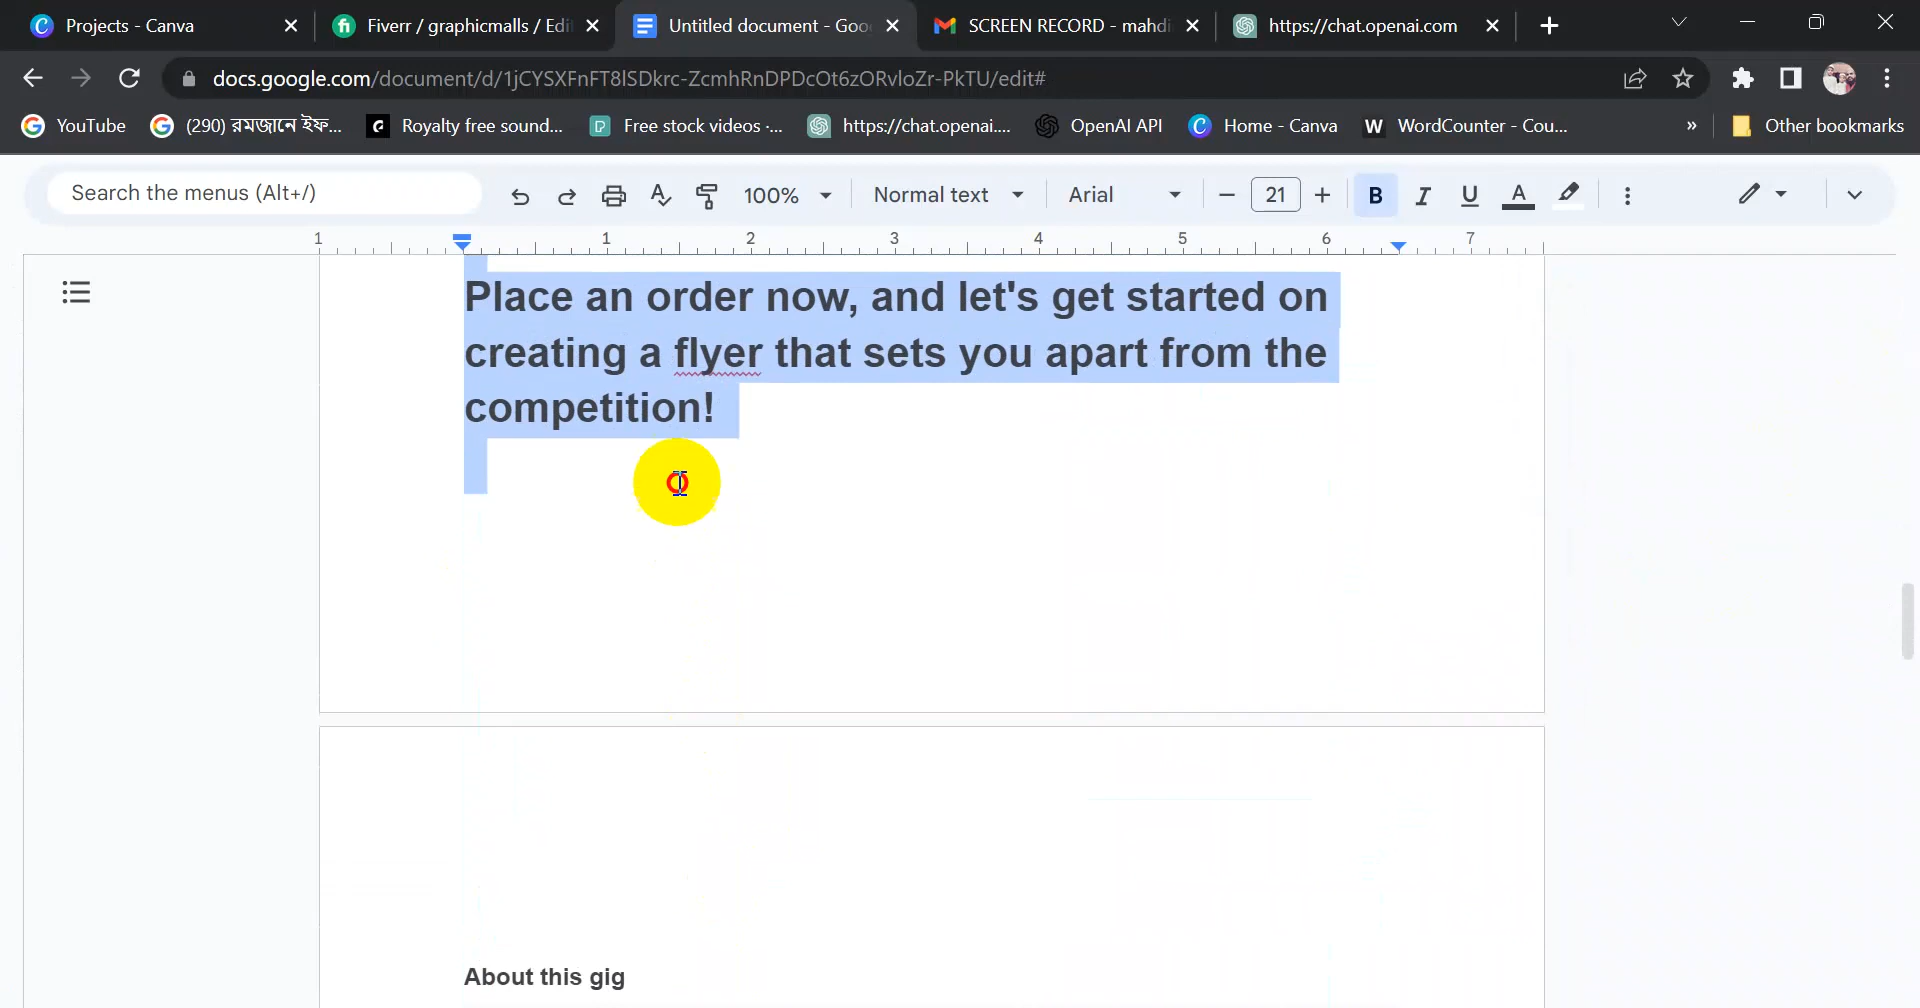 Projects - Canva
Fiverr / graphicmalls / Edi
Untitled document - Goo
SCREEN RECORD - mahdi
https://chat.openai.com
docs.google.com/document/d/1jCYSXFnFT8lSDkrc-ZcmhRnDPDcOt6zORvloZr-PkTU/edit#
YouTube
(290) রমজানে ইফ...
Royalty free sound...
Free stock videos ·...
https://chat.openai....
OpenAI API
Home - Canva
WordCounter - Cou...
Other bookmarks
Search the menus (Alt+/)
100%
Normal text
Arial
21
B I U A
1 1 2 3 4 5 6 7
Place an order now, and let's get started on
creating a flyer that sets you apart from the
competition!
About this gig